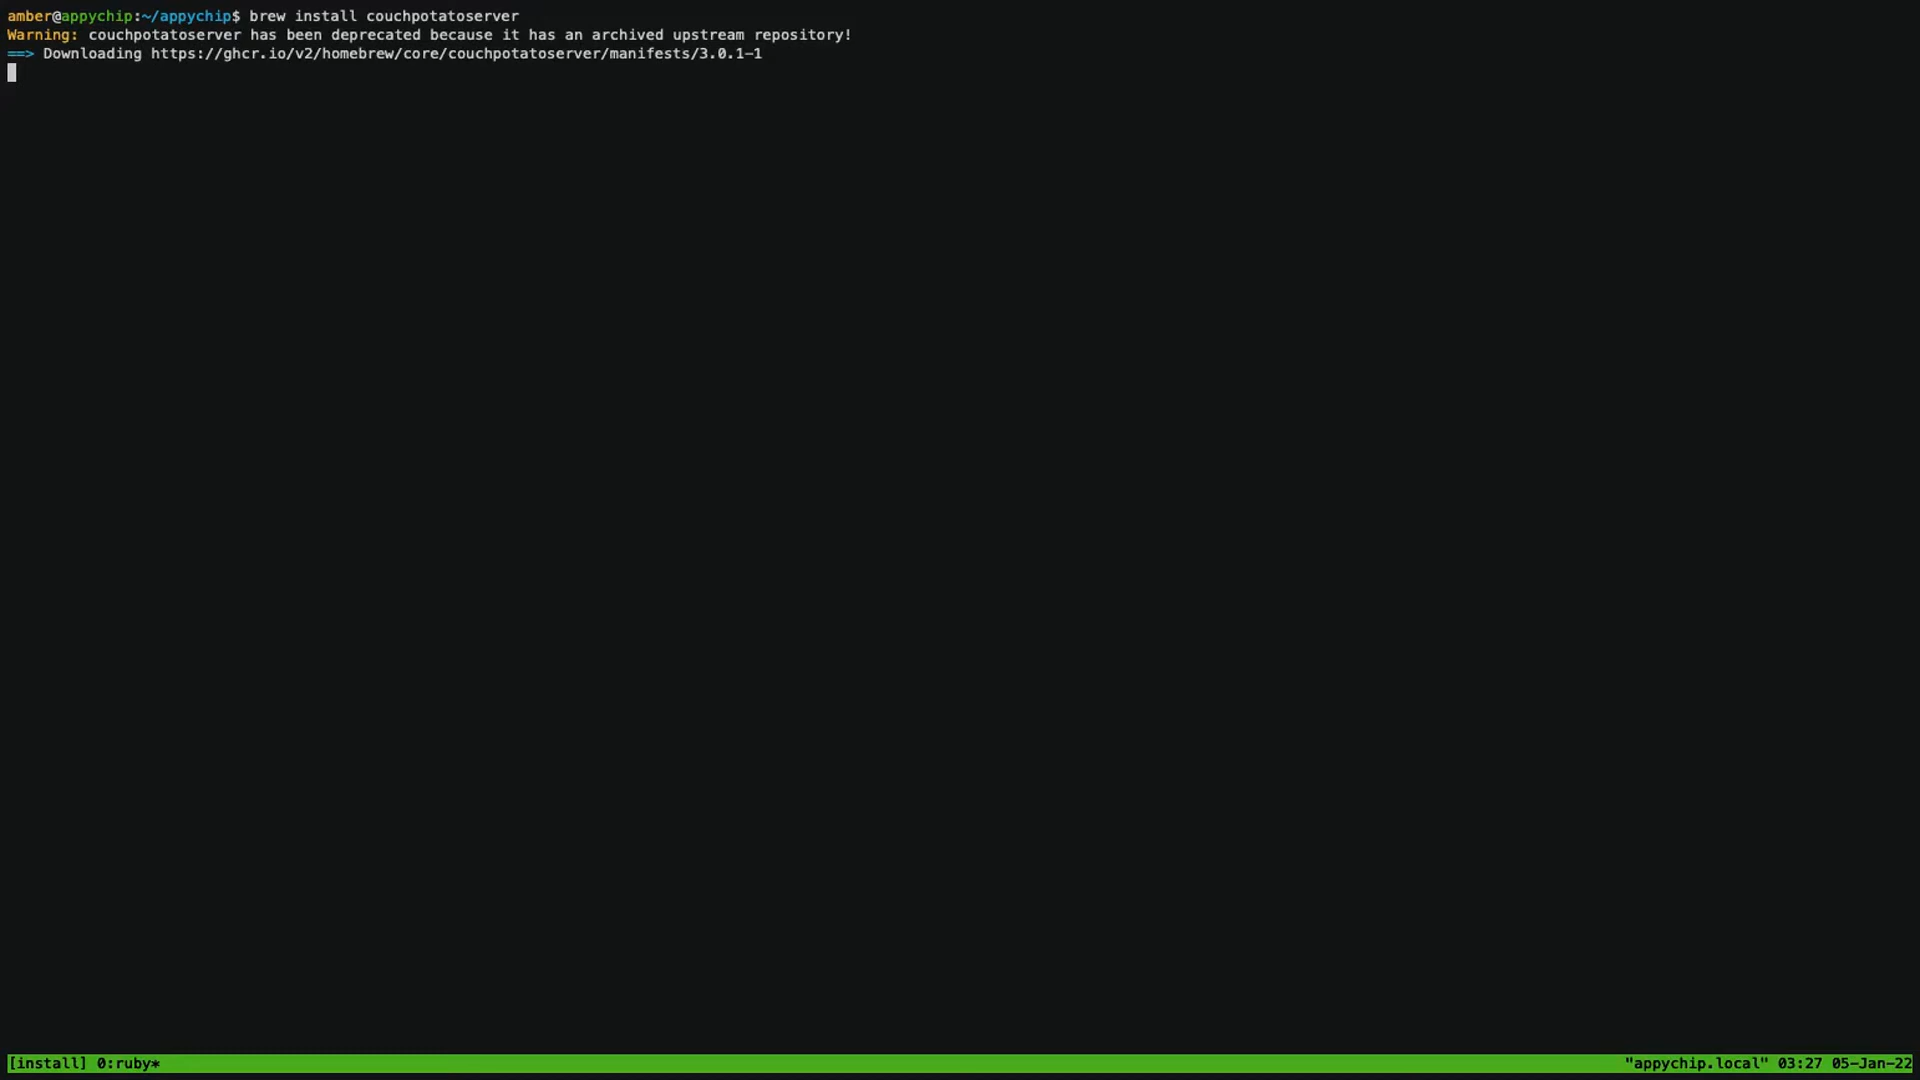 amber@appychip:~/appychip$ brew install couchpotatoserver
Warning: couchpotatoserver has been deprecated because it has an archived upstream repository!
==> Downloading https://ghcr.io/v2/homebrew/core/couchpotatoserver/manifests/3.0.1-1
[install] 0:ruby* "appychip.local" 03:27 05-Jan-22